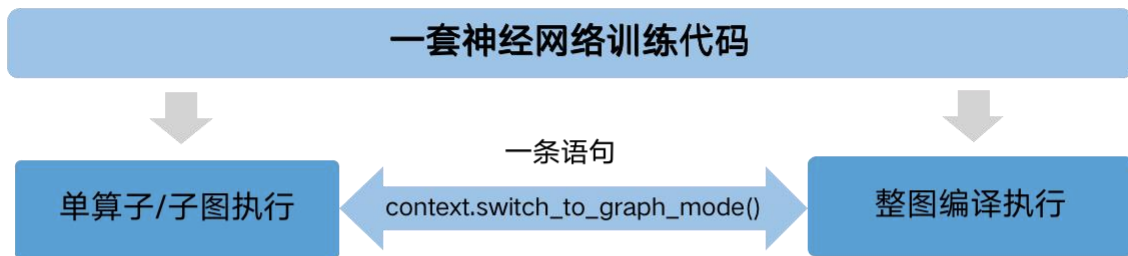 一套神经网络训练代码
一条语句
单算子/子图执行
context.switch_to_graph_mode()
整图编译执行